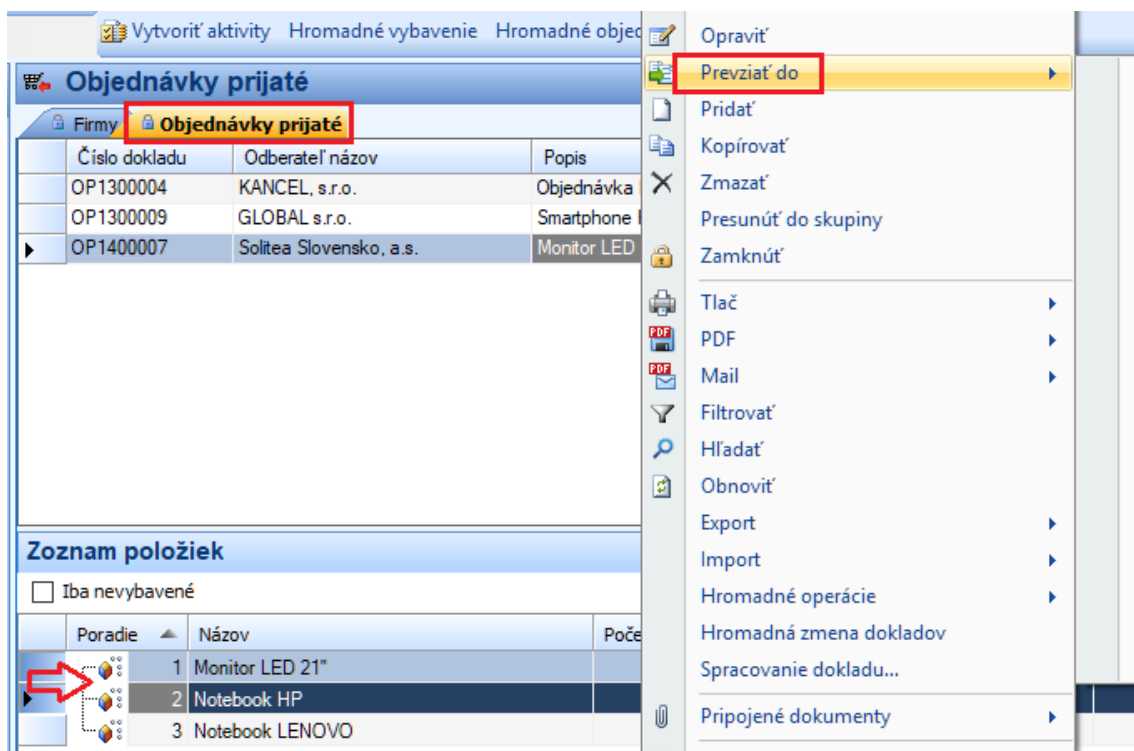 Vytvoriť aktivity Hromadné vybavenie Hromadné objec
Objednávky prijaté
Firmy Objednávky prijaté
Číslo dokladu Odberateľ názov Popis
OP1300004 KANCEL, s.r.o. Objednávka
OP1300009 GLOBAL s.r.o. Smartphone
OP1400007 Solitea Slovensko, a.s. Monitor LED
Zoznam položiek
Iba nevybavené
Poradie Názov Poče
1 Monitor LED 21"
2 Notebook HP
3 Notebook LENOVO
Opraviť
Prevziať do
Pridať
Kopírovať
Zmazať
Presunúť do skupiny
Zamknúť
Tlač
PDF PDF
PDF Mail
Filtrovať
Hľadať
Obnoviť
Export
Import
Hromadné operácie
Hromadná zmena dokladov
Spracovanie dokladu...
Pripojené dokumenty